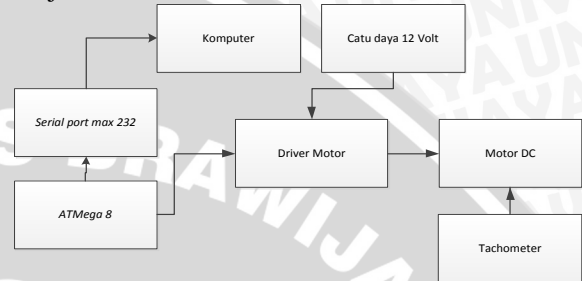 Komputer
Catu daya 12 Volt
Serial port max 232
Driver Motor
Motor DC
ATMega 8
Tachometer